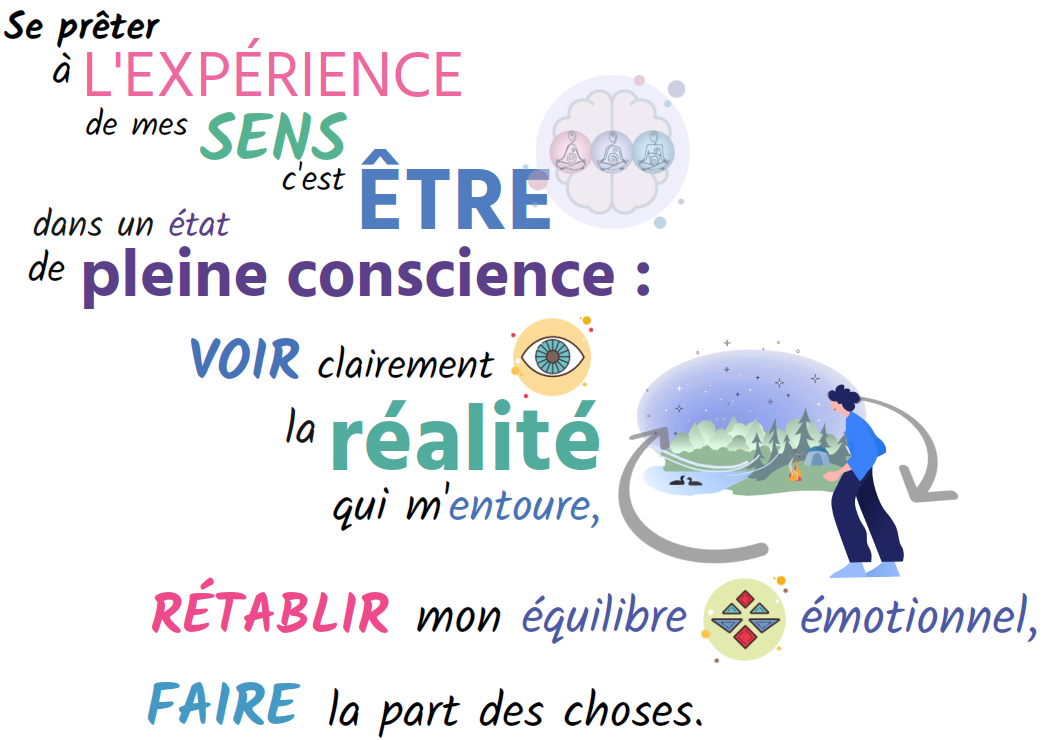 Se prêter
à L'EXPÉRIENCE
de mes SENS
c'est ÊTRE
dans un état
de pleine conscience :
VOIR clairement
la réalité
qui m'entoure,
RÉTABLIR mon équilibre émotionnel,
FAIRE la part des choses.